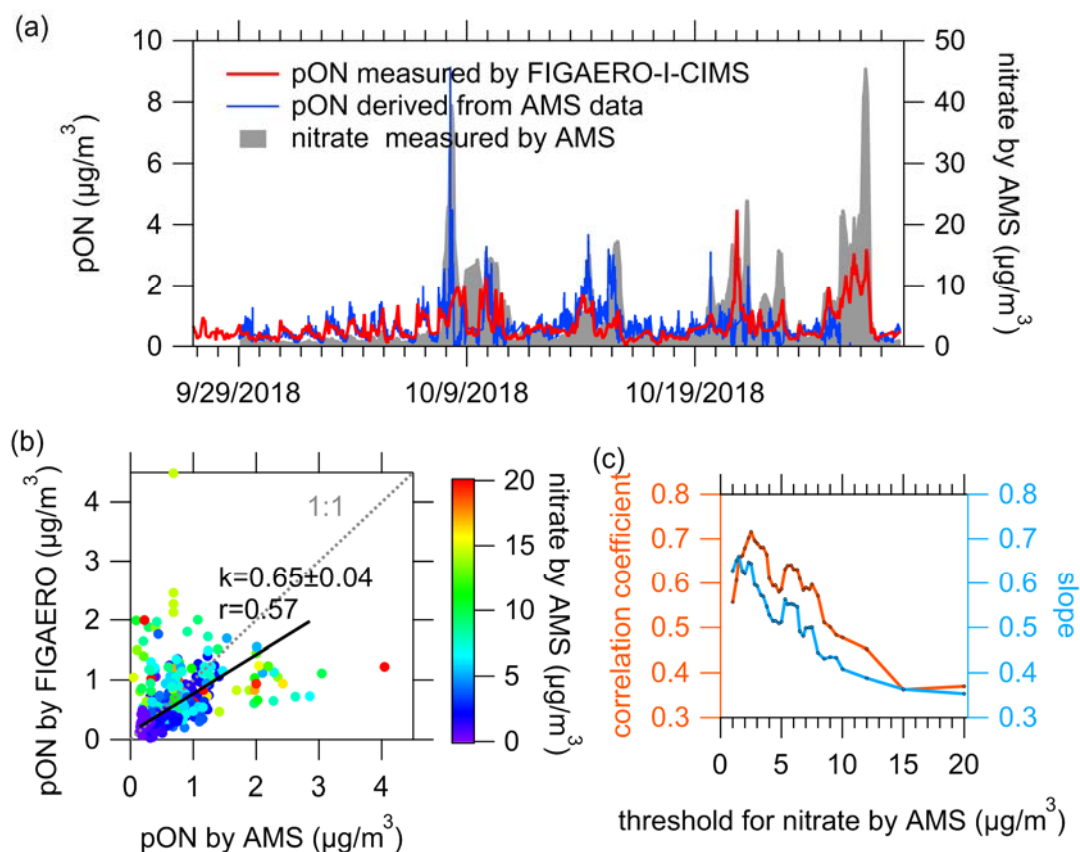 (a)
10
8
6
4
2
0
pON (µg/m³)
pON measured by FIGAERO-I-CIMS
pON derived from AMS data
nitrate measured by AMS
50
40
30
20
10
0
nitrate by AMS (µg/m³)
9/29/2018 10/9/2018 10/19/2018
(b)
pON by FIGAERO (µg/m³)
4
3
2
1
0
1:1
k=0.65±0.04
r=0.57
0 1 2 3 4
pON by AMS (µg/m³)
20
15
10
5
0
nitrate by AMS (µg/m³)
(c)
correlation coefficient
0.8
0.7
0.6
0.5
0.4
0.3
0.8
0.7
0.6
0.5
0.4
0.3
slope
0 5 10 15 20
threshold for nitrate by AMS (µg/m³)